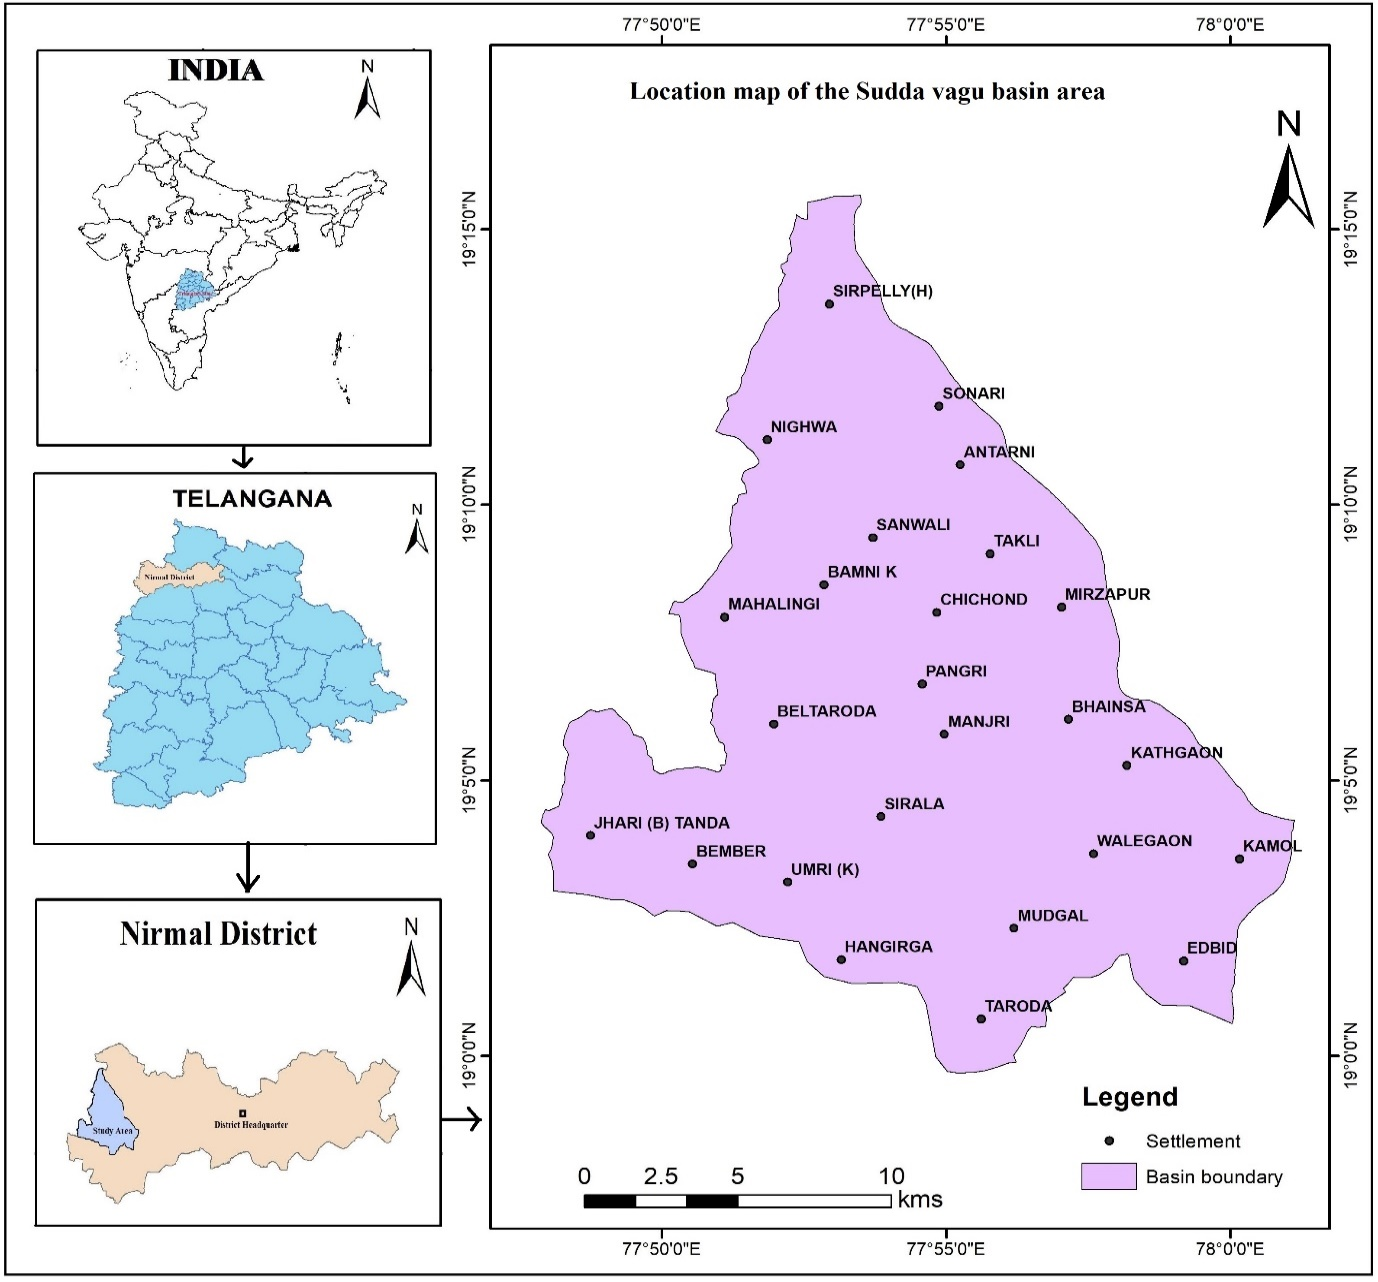 INDIA
N
TELANGANA
N
Nirmal District
Nirmal District
N
Study Area
District Headquarter
77°50'0"E
77°55'0"E
78°0'0"E
Location map of the Sudda vagu basin area
N
19°15'0"N
19°15'0"N
SIRPELLY(H)
SONARI
NIGHWA
ANTARNI
19°10'0"N
19°10'0"N
SANWALI
TAKLI
BAMNI K
MAHALINGI
CHICHOND
MIRZAPUR
PANGRI
BELTARODA
MANJRI
BHAINSA
KATHGAON
19°5'0"N
19°5'0"N
SIRALA
JHARI (B) TANDA
BEMBER
UMRI (K)
WALEGAON
KAMOL
MUDGAL
HANGIRGA
EDBID
TARODA
19°0'0"N
19°0'0"N
Legend
Settlement
Basin boundary
0 2.5 5 10
kms
77°50'0"E
77°55'0"E
78°0'0"E